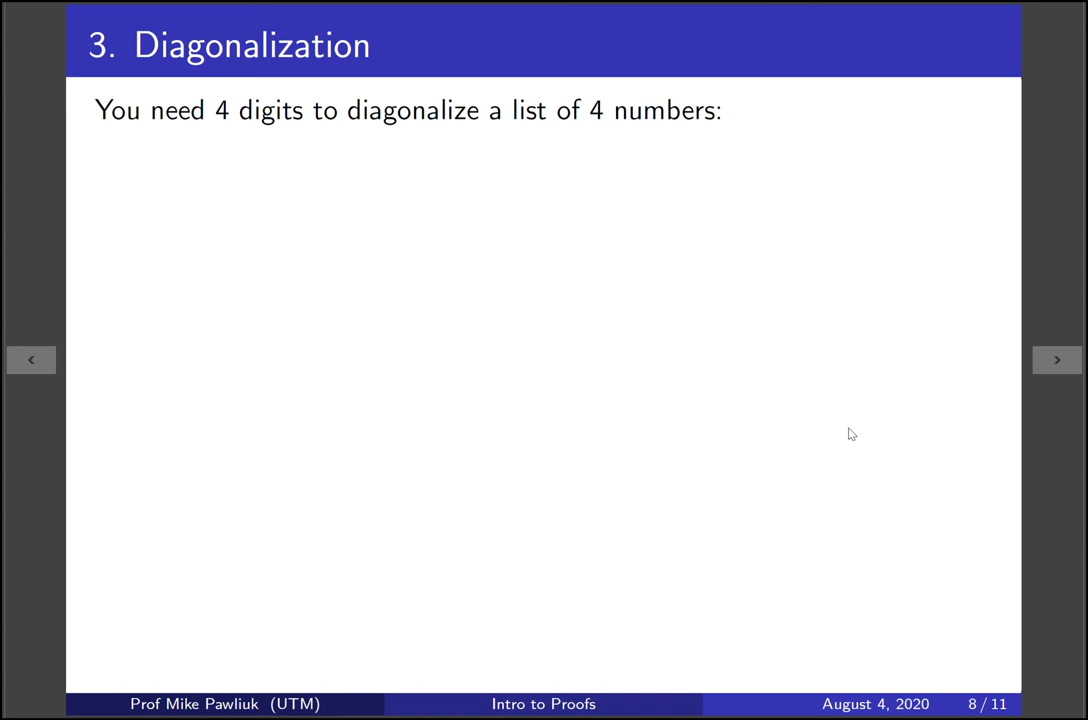 3. Diagonalization
You need 4 digits to diagonalize a list of 4 numbers:
Prof Mike Pawliuk (UTM) Intro to Proofs August 4, 2020 8 / 11